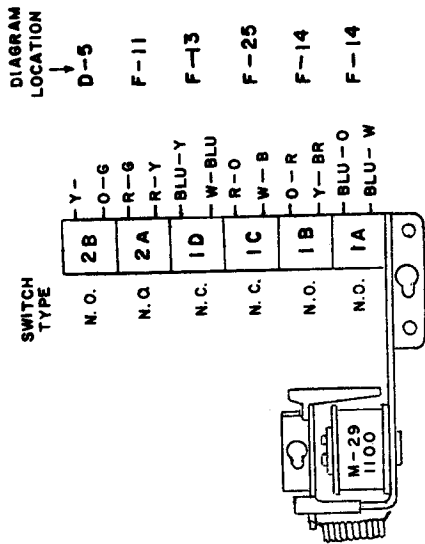 DIAGRAM
LOCATION
D-5
F-11
F-13
F-25
F-14
F-14
Y-
O-G
R-G
R-Y
BLU-Y
W-BLU
R-O
W-B
O-R
Y-BR
BLU-O
BLU-W
2B
2A
1D
1C
1B
1A
SWITCH
TYPE
N.O.
N.O.
N.C.
N.C.
N.O.
N.O.
M-29
1100